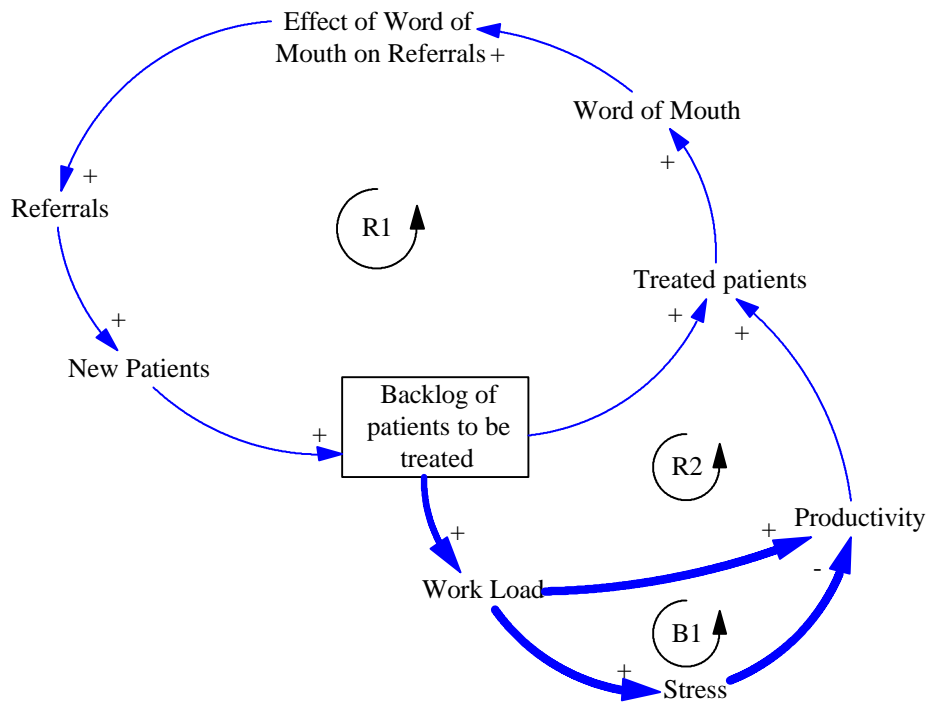 Effect of Word of
Mouth on Referrals +
Word of Mouth
+
+
Referrals
R1
Treated patients
+
+
+
New Patients
Backlog of
patients to be
treated
+
R2
Productivity
+
+
-
Work Load
B1
+
Stress